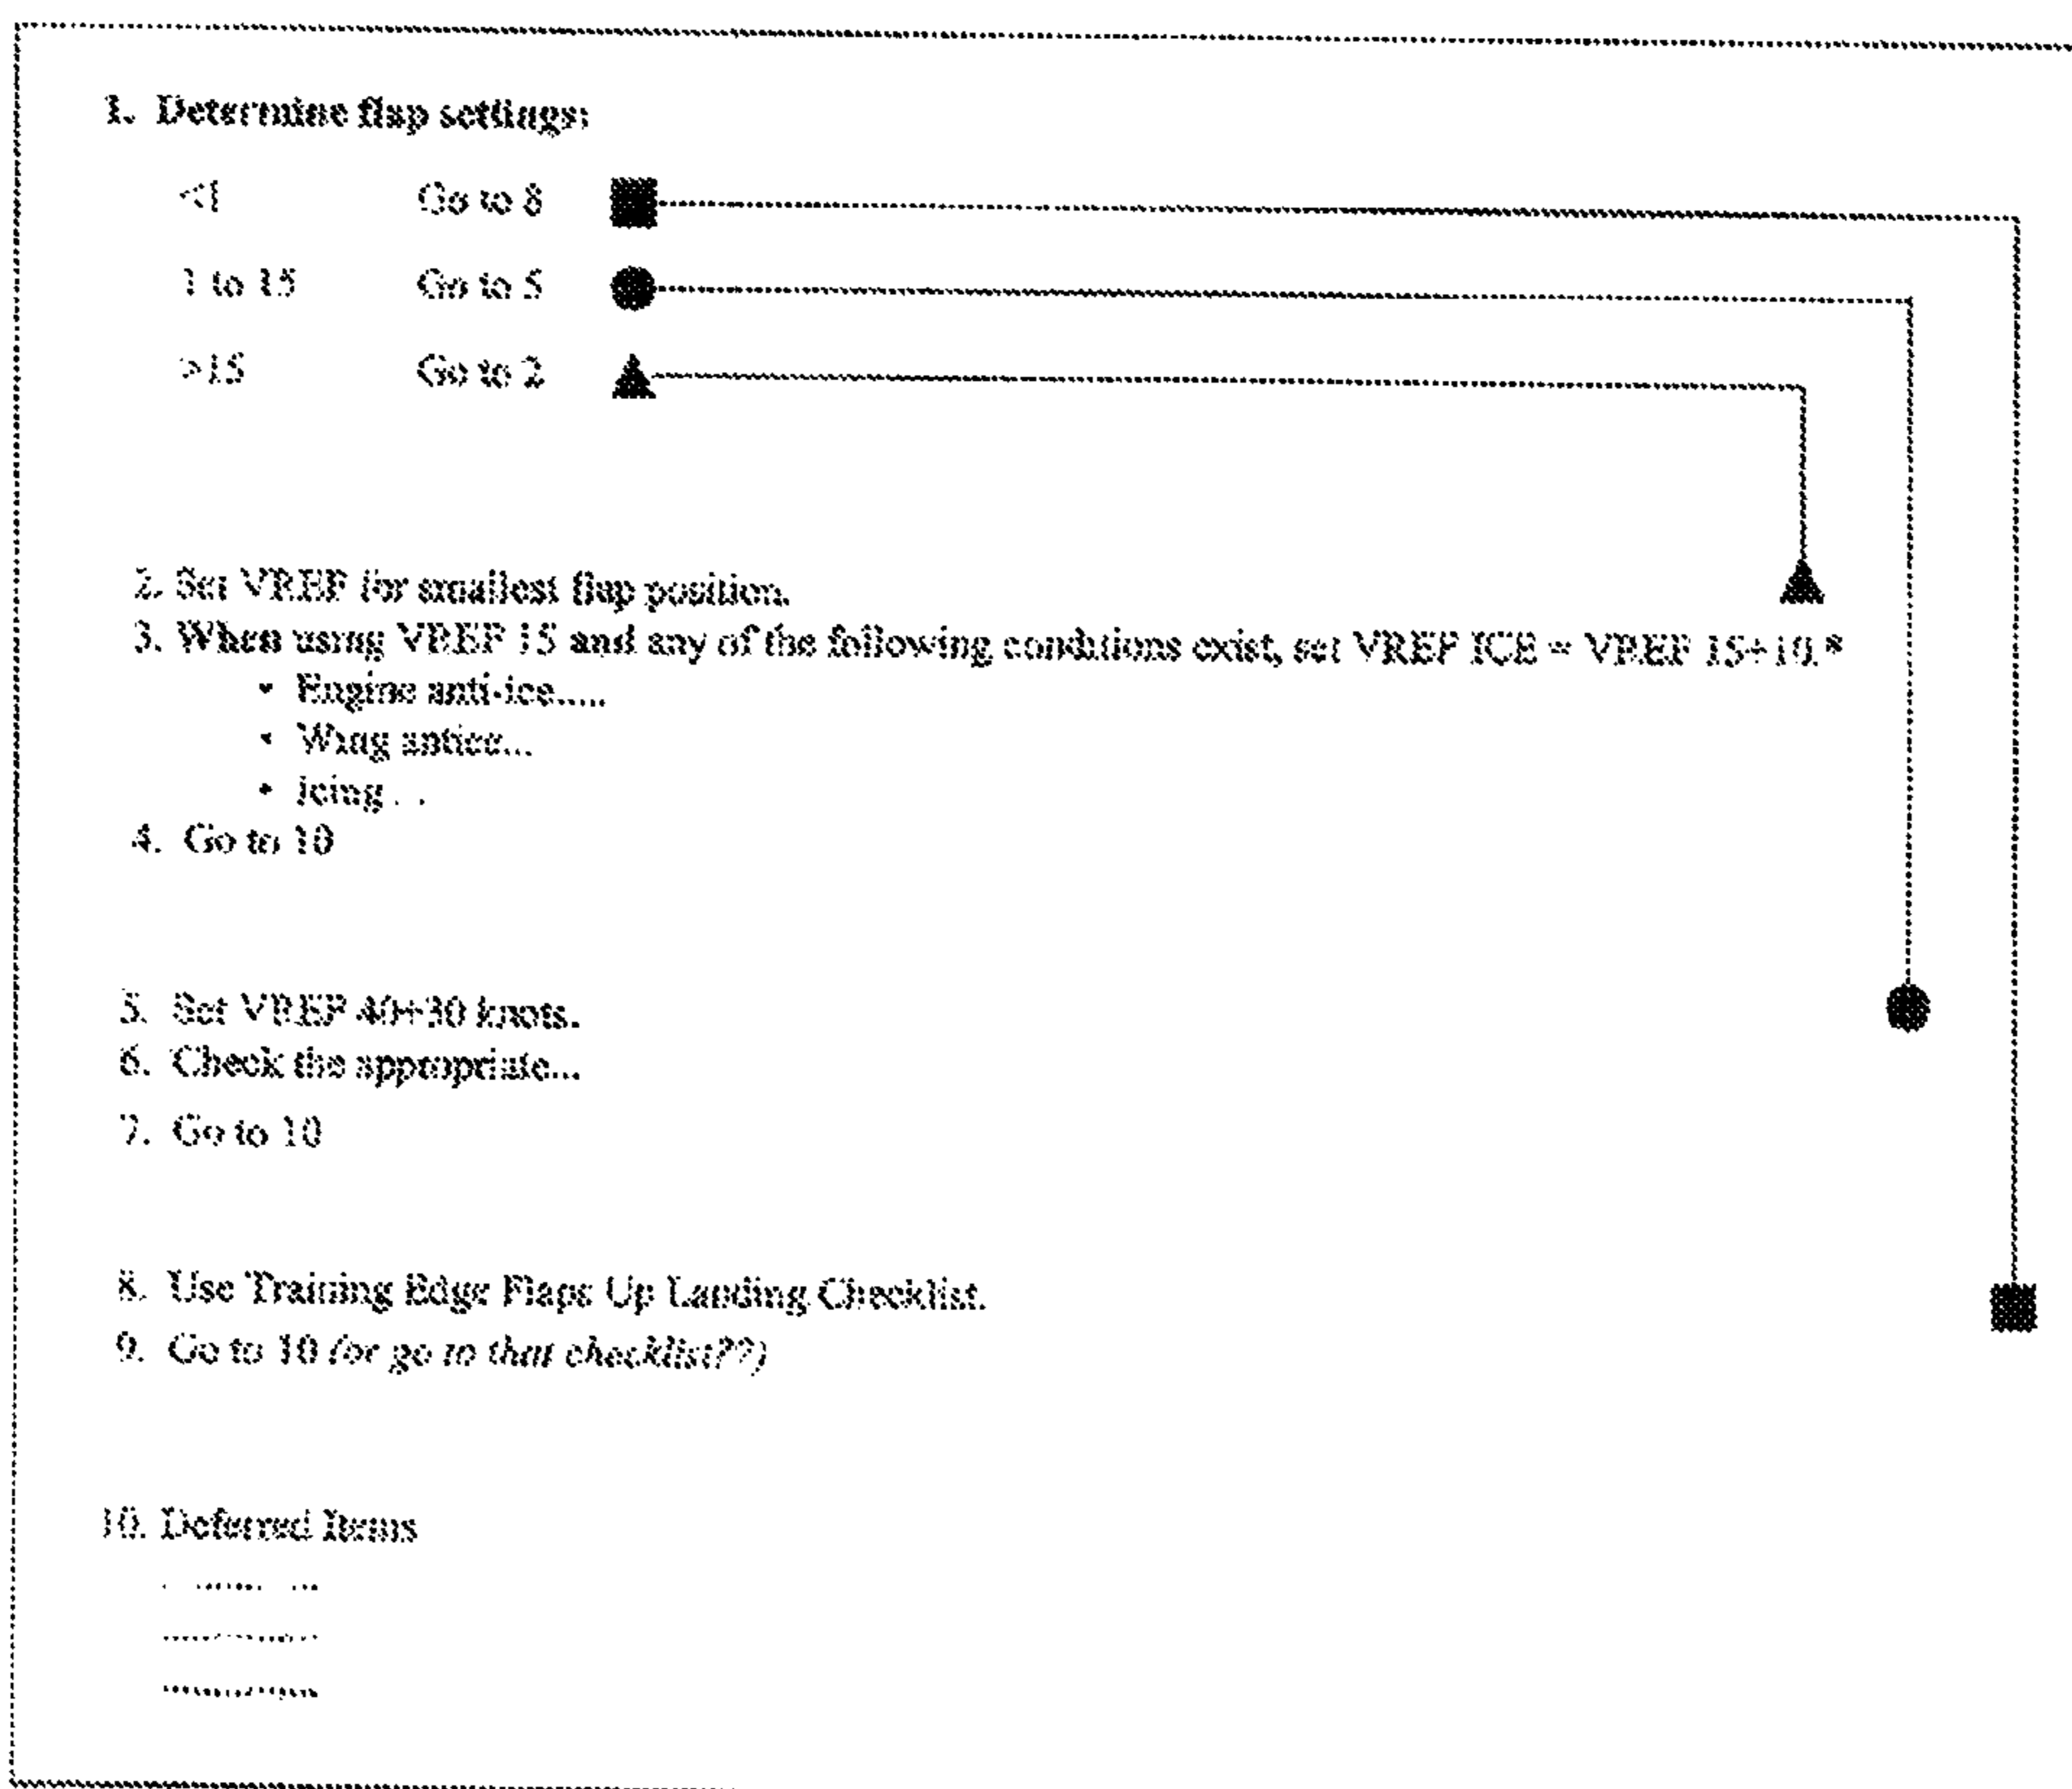 1. Determine flap settings:
<1 Go to 8
1 to 15 Go to 5
>15 Go to 2
2. Set VREF for smallest flap position.
3. When using VREF 15 and any of the following conditions exist, set VREF ICE = VREF 15+10.*
• Engine anti-ice.....
• Wing antice...
• Icing . .
4. Go to 10
5. Set VREF 40+30 knots.
6. Check the appropriate...
7. Go to 10
8. Use Training Edge Flaps Up Landing Checklist.
9. Go to 10 (or go to that checklist??)
10. Deferred Items